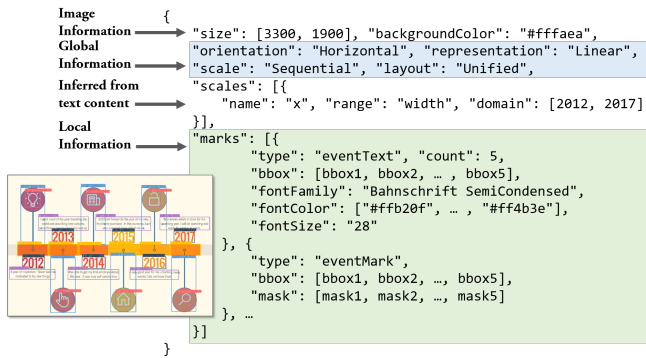 Image
Information
Global
Information
Inferred from
text content
Local
Information
{
"size": [3300, 1900], "backgroundColor": "#fffaea",
"orientation": "Horizontal", "representation": "Linear",
"scale": "Sequential", "layout": "Unified",
"scales": [{
"name": "x", "range": "width", "domain": [2012, 2017]
}],
"marks": [{
"type": "eventText", "count": 5,
"bbox": [bbox1, bbox2, … , bbox5],
"fontFamily": "Bahnschrift SemiCondensed",
"fontColor": ["#ffb20f", … , "#ff4b3e"],
"fontSize": "28"
}, {
"type": "eventMark",
"bbox": [bbox1, bbox2, …, bbox5],
"mask": [mask1, mask2, …, mask5]
}, …
}]
}
2013
2015
2017
2012
2014
2016